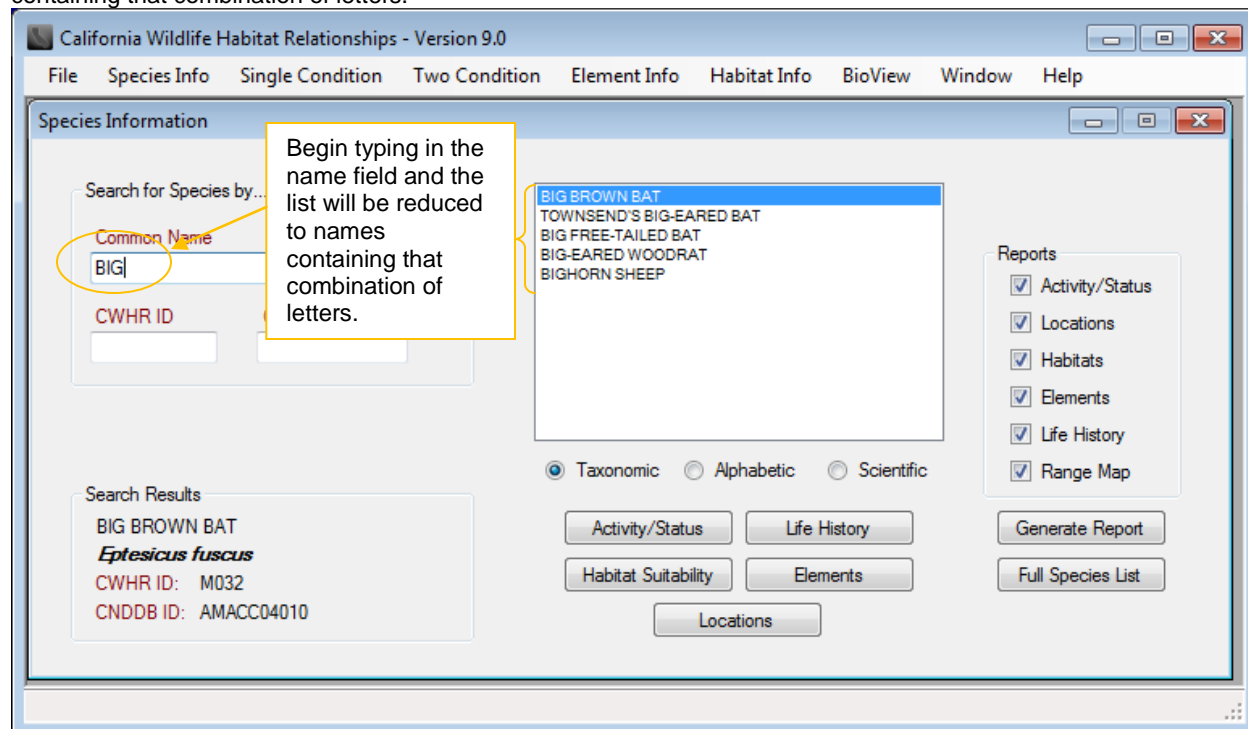 containing that combination of letters.
California Wildlife Habitat Relationships - Version 9.0
File Species Info Single Condition Two Condition Element Info Habitat Info BioView Window Help
Species Information
Search for Species by...
Common Name
BIG
CWHR ID
Begin typing in the
name field and the
list will be reduced
to names
containing that
combination of
letters.
BIG BROWN BAT
TOWNSEND'S BIG-EARED BAT
BIG FREE-TAILED BAT
BIG-EARED WOODRAT
BIGHORN SHEEP
Taxonomic Alphabetic Scientific
Reports
Activity/Status
Locations
Habitats
Elements
Life History
Range Map
Search Results
BIG BROWN BAT
Eptesicus fuscus
CWHR ID: M032
CNDDB ID: AMACC04010
Activity/Status Life History
Habitat Suitability Elements
Locations
Generate Report
Full Species List